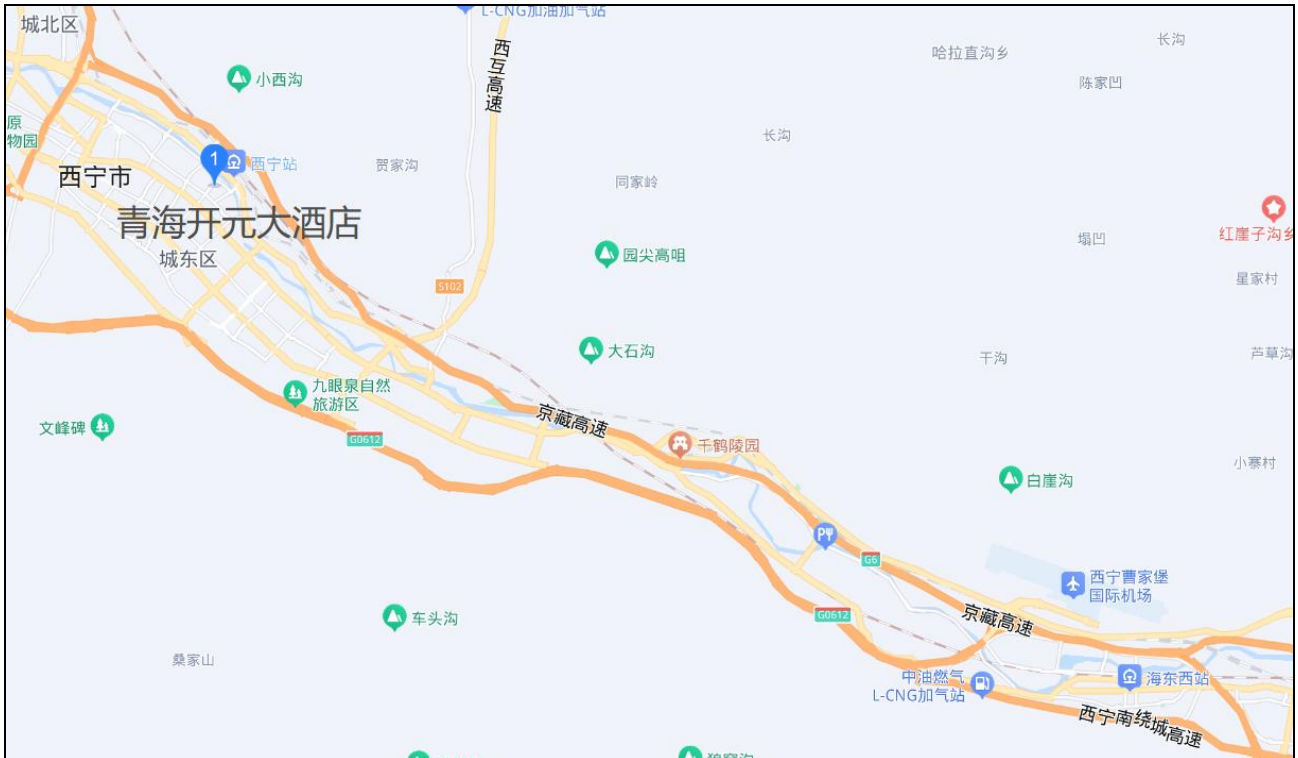 城北区
L-CNG加油加气站
西互高速
哈拉直沟乡
长沟
小西沟
陈家凹
原
物园
长沟
1
西宁站
贺家沟
西宁市
同家岭
青海开元大酒店
红崖子沟乡
塌凹
城东区
园尖高咀
星家村
S102
大石沟
干沟
芦草沟
九眼泉自然
旅游区
京藏高速
文峰碑
G0612
千鹤陵园
小寨村
白崖沟
P
G6
西宁曹家堡
国际机场
车头沟
G0612
京藏高速
桑家山
中油燃气
L-CNG加气站
海东西站
西宁南绕城高速